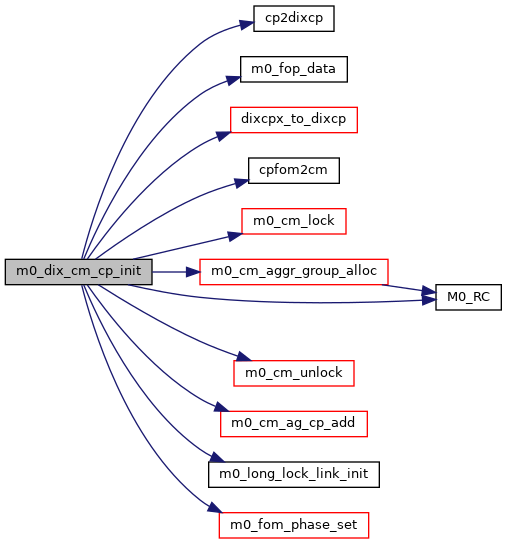 cp2dixcp
m0_fop_data
dixcpx_to_dixcp
cpfom2cm
m0_cm_lock
m0_dix_cm_cp_init
m0_cm_aggr_group_alloc
M0_RC
m0_cm_unlock
m0_cm_ag_cp_add
m0_long_lock_link_init
m0_fom_phase_set